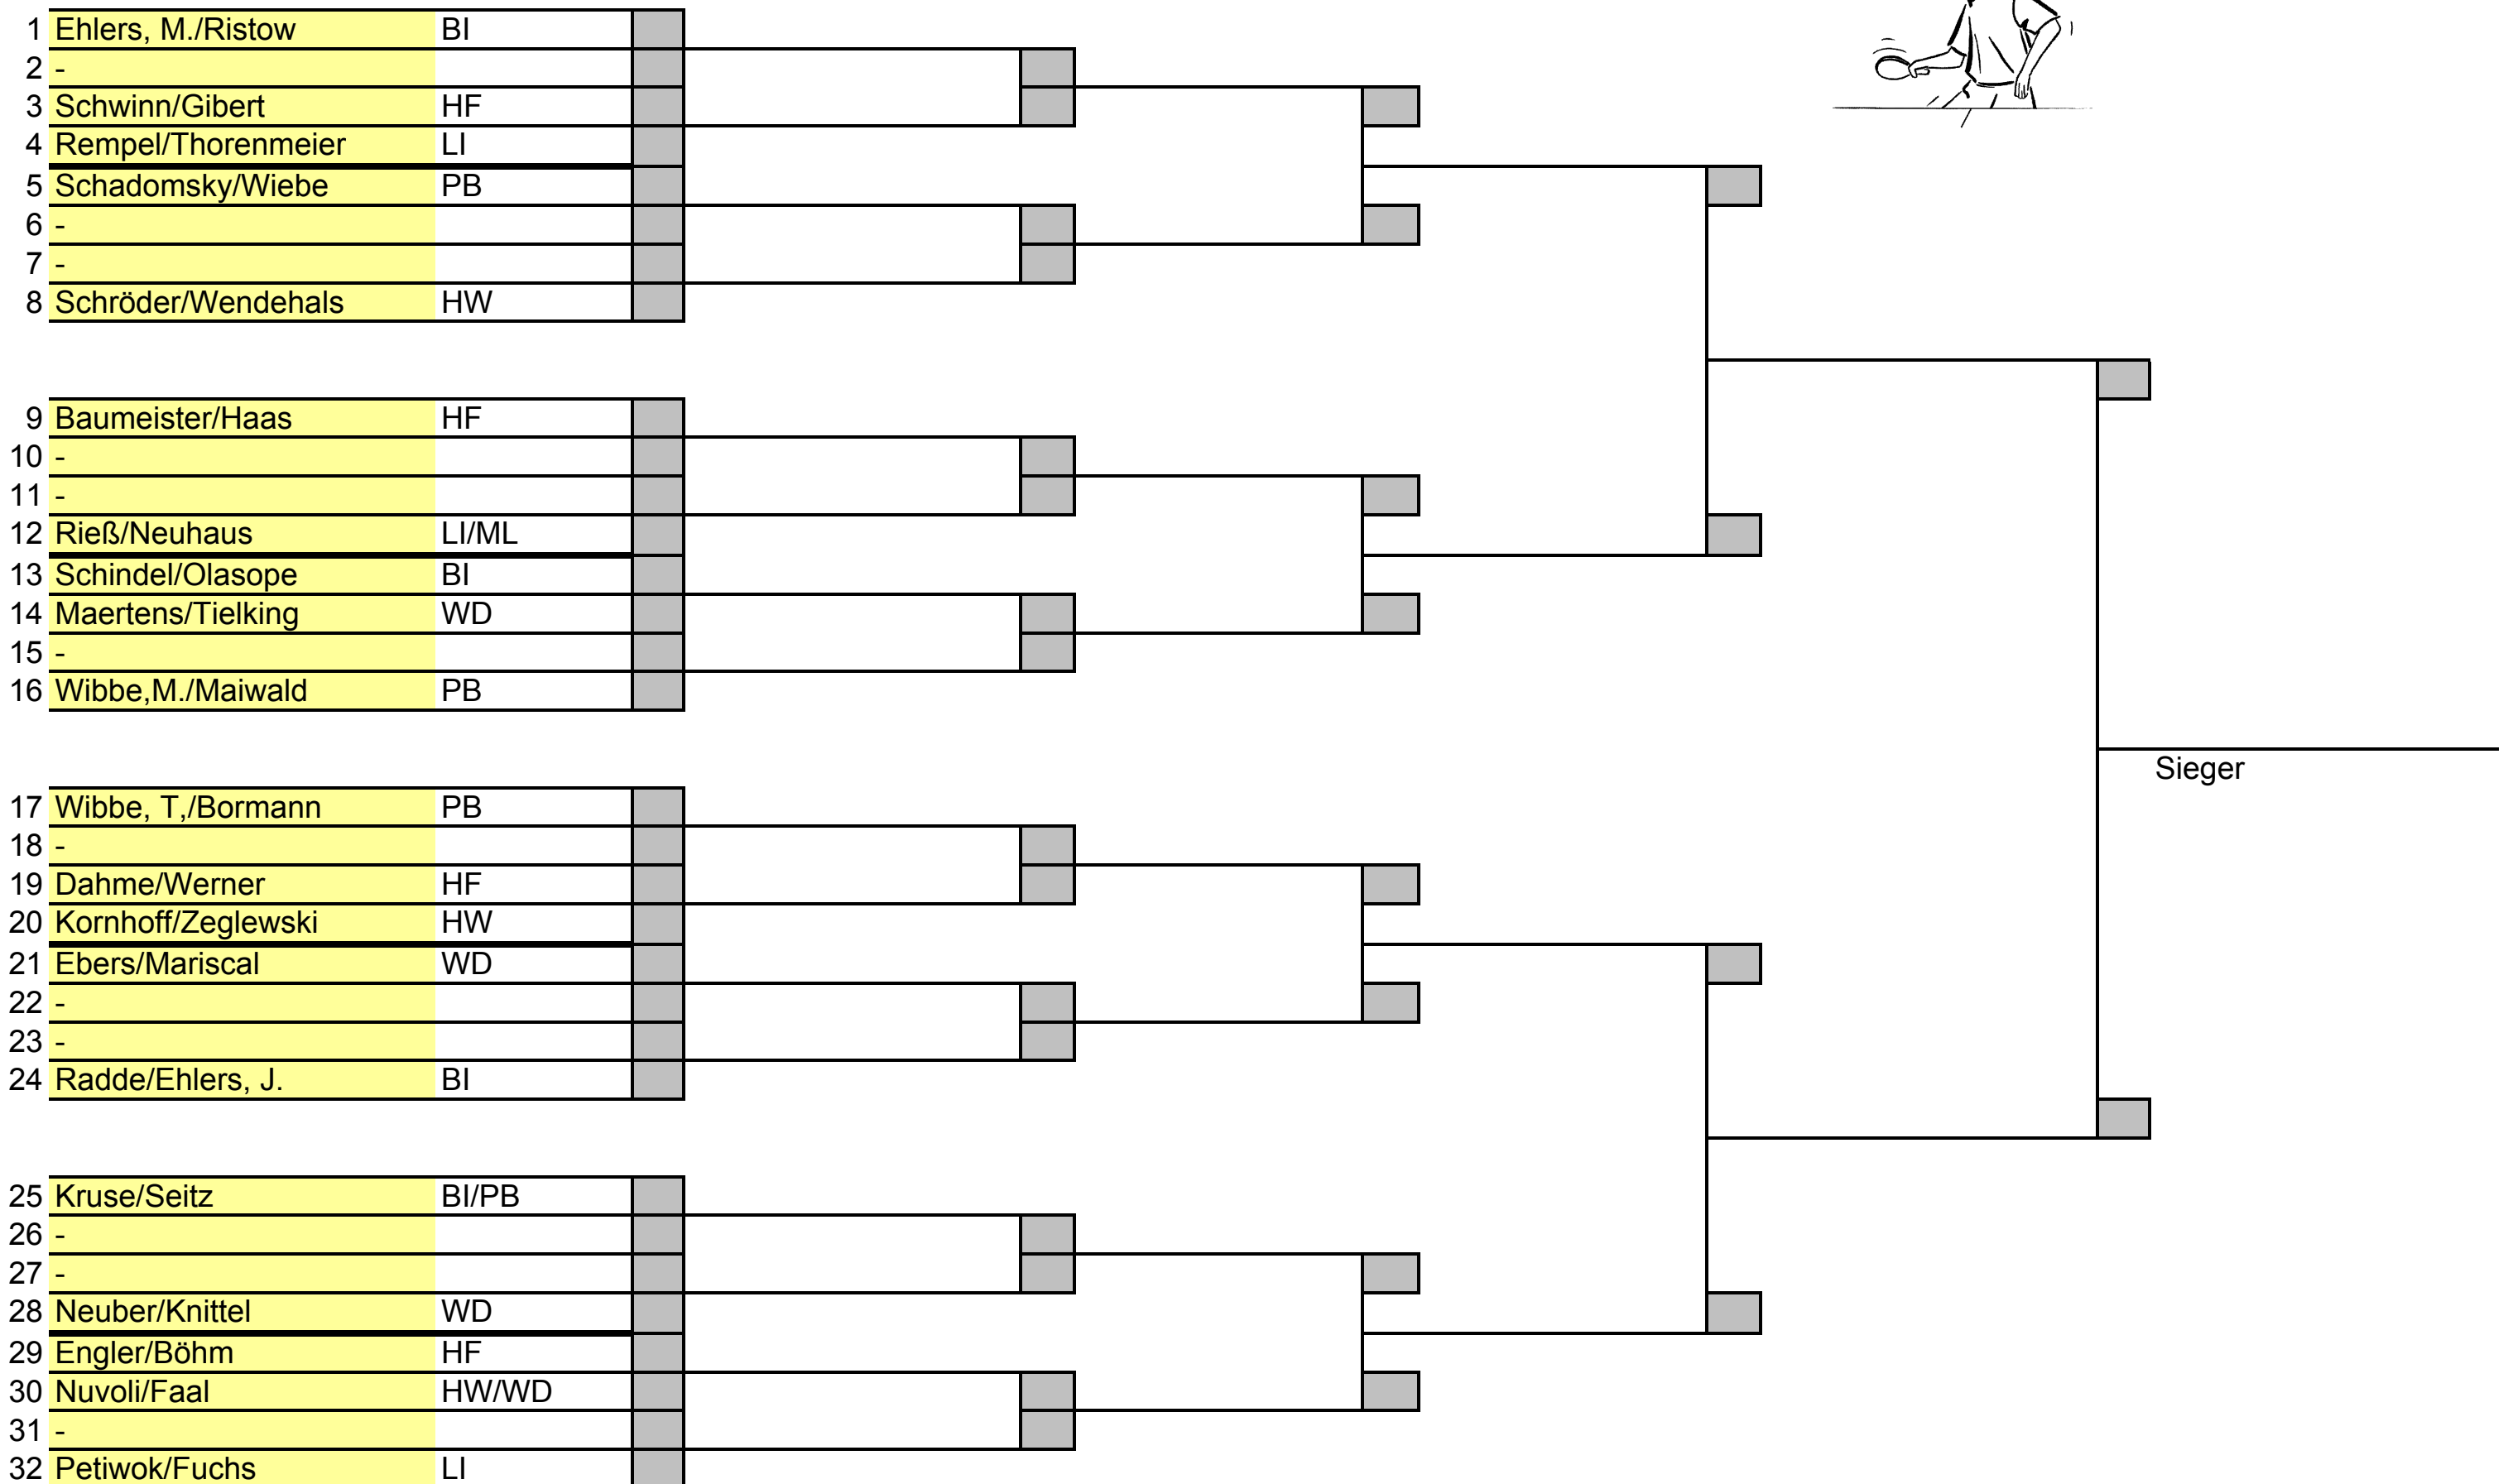 1 Ehlers, M./Ristow BI
2 -
3 Schwinn/Gibert HF
4 Rempel/Thorenmeier LI
5 Schadomsky/Wiebe PB
6 -
7 -
8 Schröder/Wendehals HW
9 Baumeister/Haas HF
10 -
11 -
12 Rieß/Neuhaus LI/ML
13 Schindel/Olasope BI
14 Maertens/Tielking WD
15 -
16 Wibbe,M./Maiwald PB
Sieger
17 Wibbe, T,/Bormann PB
18 -
19 Dahme/Werner HF
20 Kornhoff/Zeglewski HW
21 Ebers/Mariscal WD
22 -
23 -
24 Radde/Ehlers, J. BI
25 Kruse/Seitz BI/PB
26 -
27 -
28 Neuber/Knittel WD
29 Engler/Böhm HF
30 Nuvoli/Faal HW/WD
31 -
32 Petiwok/Fuchs LI